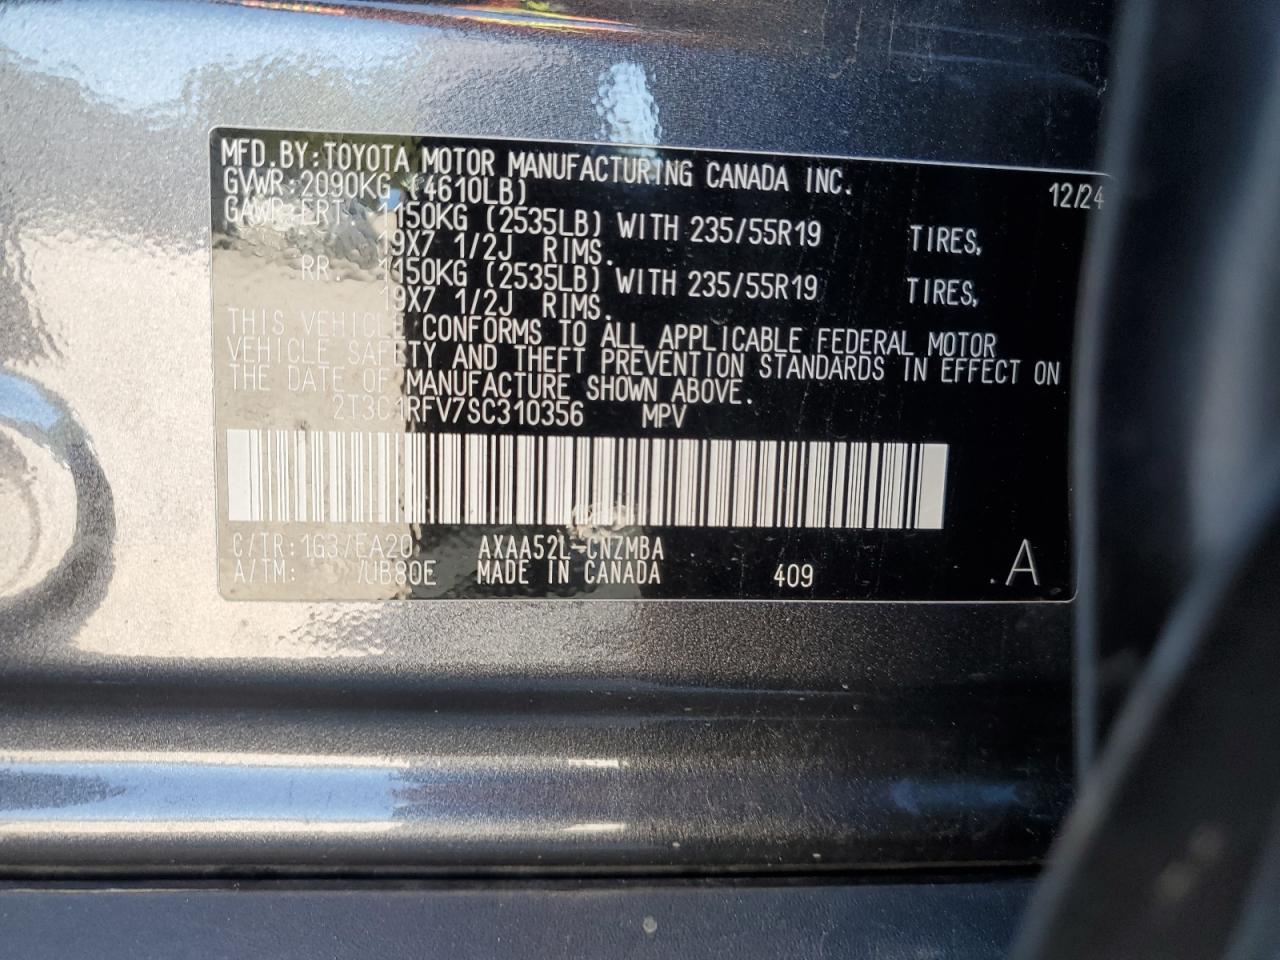 MFD.BY:TOYOTA MOTOR MANUFACTURING CANADA INC.
GVWR:2090KG (4610LB) 12/24
GAWR:FRT. 1150KG (2535LB) WITH 235/55R19 TIRES,
19X7 1/2J RIMS.
RR. 1150KG (2535LB) WITH 235/55R19 TIRES,
19X7 1/2J RIMS.
THIS VEHICLE CONFORMS TO ALL APPLICABLE FEDERAL MOTOR
VEHICLE SAFETY AND THEFT PREVENTION STANDARDS IN EFFECT ON
THE DATE OF MANUFACTURE SHOWN ABOVE.
2T3C1RFV7SC310356 MPV
C/TR:1G3/EA20 AXAA52L-CNZMBA
A/TM: /UB80E MADE IN CANADA 409 .A